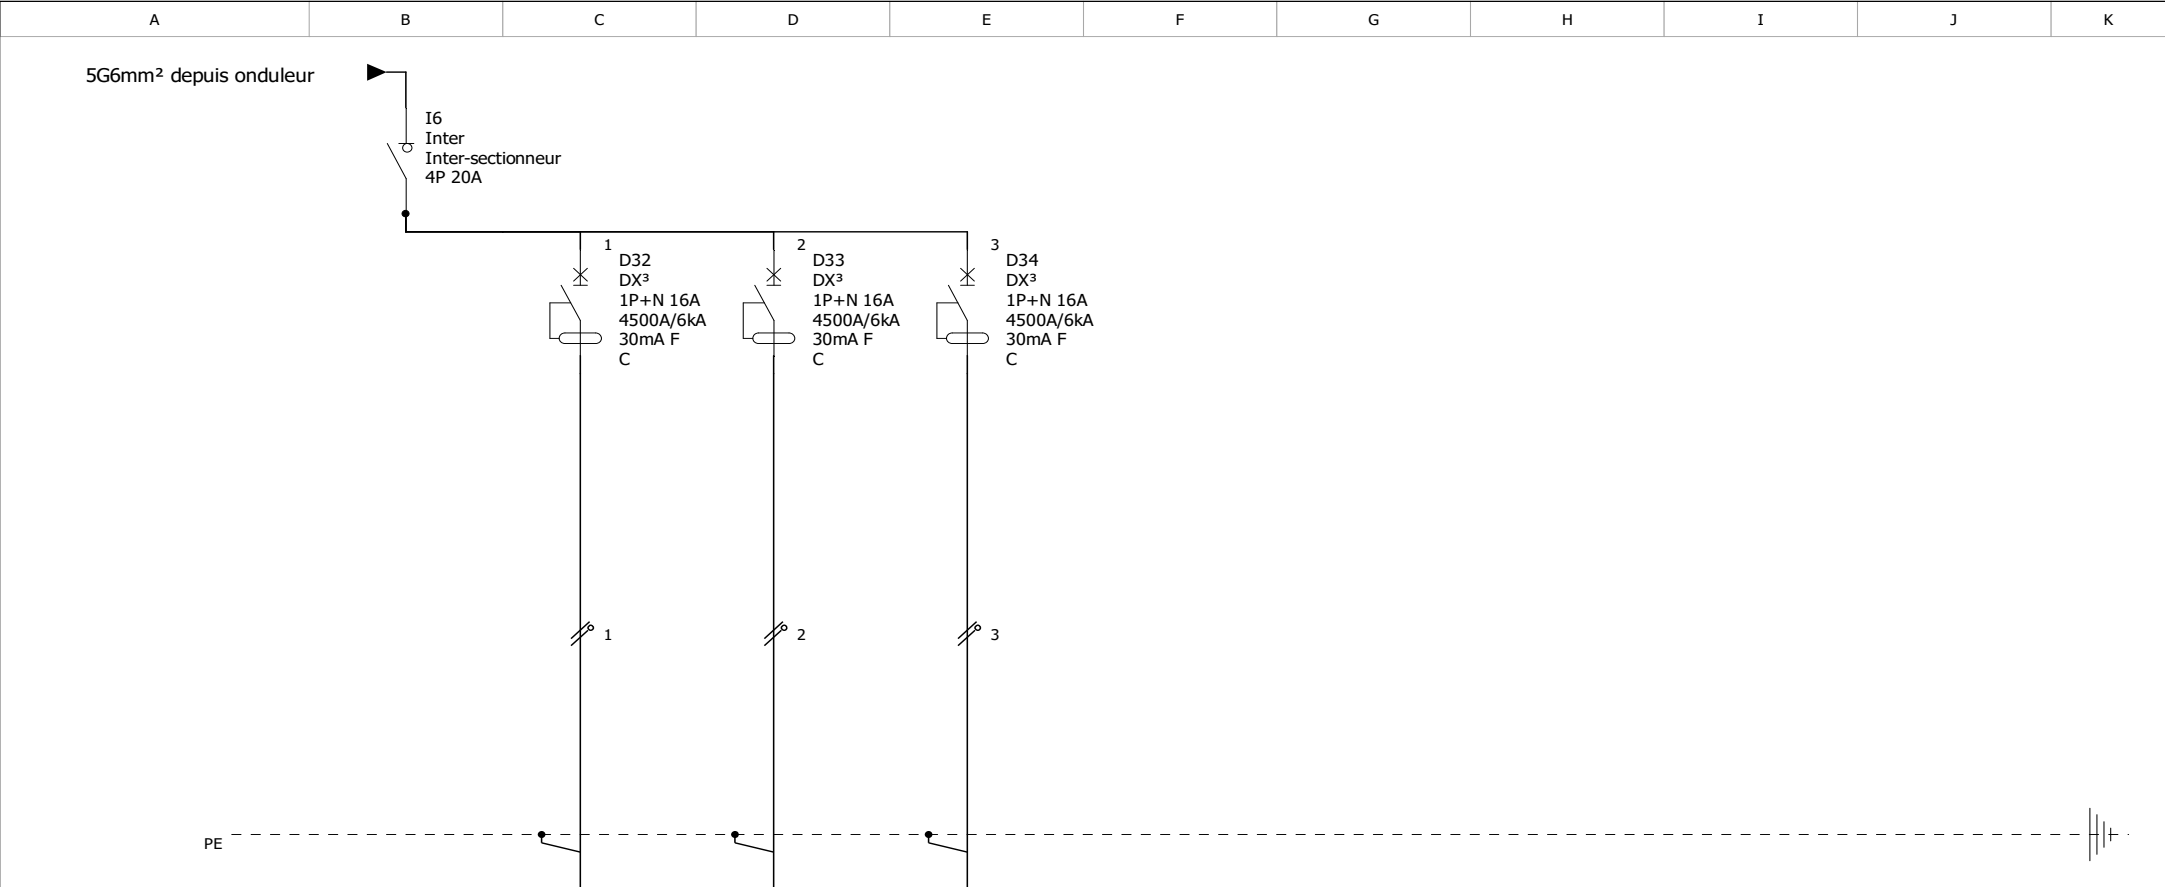 A B C D E F G H I J K
5G6mm² depuis onduleur
I6
Inter
Inter-sectionneur
4P 20A
1
D32
DX³
1P+N 16A
4500A/6kA
30mA F
C
2
D33
DX³
1P+N 16A
4500A/6kA
30mA F
C
3
D34
DX³
1P+N 16A
4500A/6kA
30mA F
C
1
2
3
PE